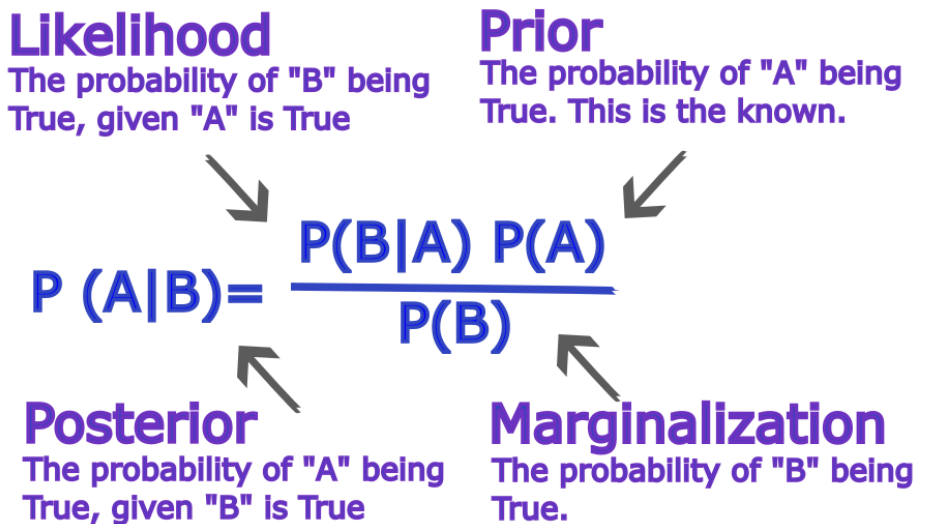 Likelihood
The probability of "B" being
True, given "A" is True
Prior
The probability of "A" being
True. This is the known.
P(B|A) P(A)
P (A|B)=
P(B)
Posterior
The probability of "A" being
True, given "B" is True
Marginalization
The probability of "B" being
True.